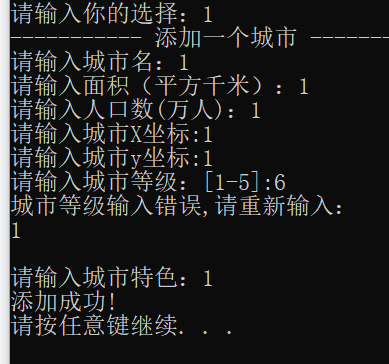 请输入你的选择：1
----------- 添加一个城市 -------
请输入城市名：1
请输入面积（平方千米）：1
请输入人口数(万人)：1
请输入城市X坐标:1
请输入城市y坐标:1
请输入城市等级：[1-5]:6
城市等级输入错误,请重新输入：
1
请输入城市特色：1
添加成功!
请按任意键继续. . .